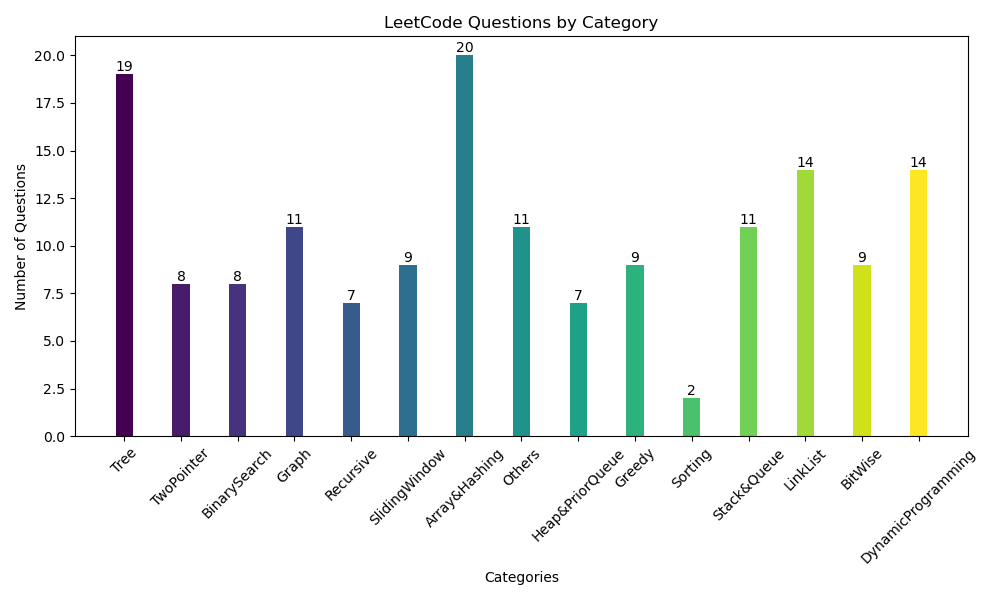 LeetCode Questions by Category
Number of Questions
20.0
17.5
15.0
12.5
10.0
7.5
5.0
2.5
0.0
19
8
8
11
7
9
20
11
7
9
2
11
14
9
14
Tree
TwoPointer
BinarySearch
Graph
Recursive
SlidingWindow
Array&Hashing
Others
Heap&PriorQueue
Greedy
Sorting
Stack&Queue
LinkList
BitWise
DynamicProgramming
Categories